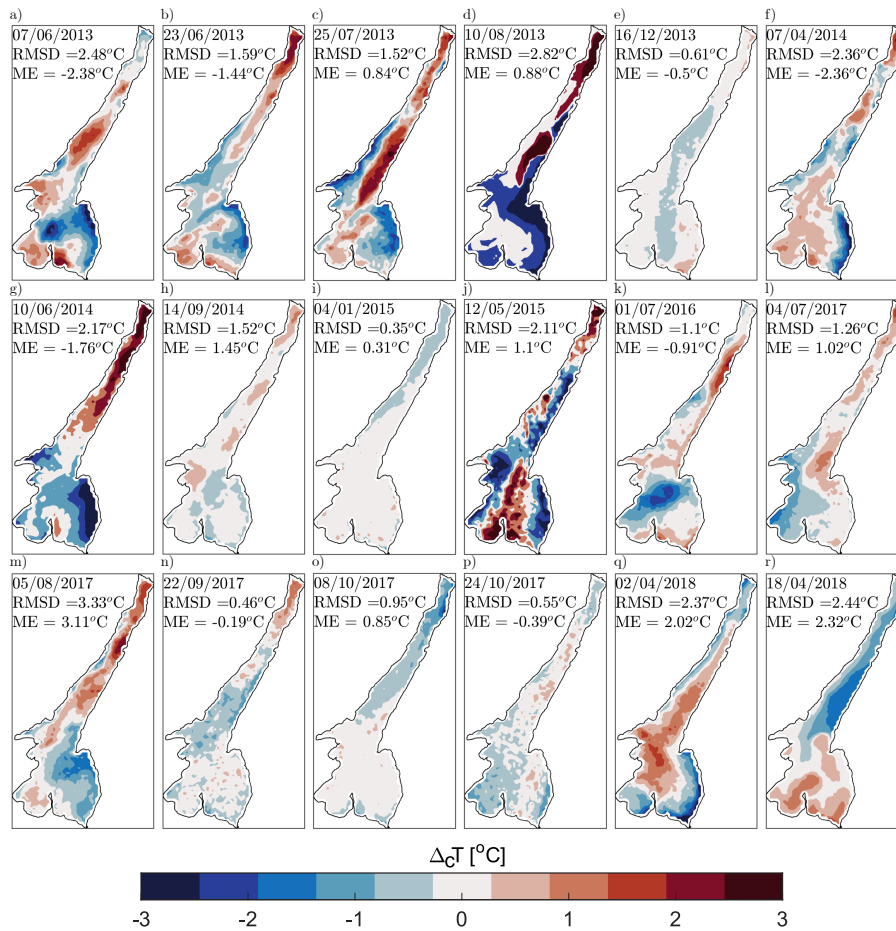 a)
07/06/2013
RMSD =2.48°C
ME = -2.38°C
b)
23/06/2013
RMSD =1.59°C
ME = -1.44°C
c)
25/07/2013
RMSD =1.52°C
ME = 0.84°C
d)
10/08/2013
RMSD =2.82°C
ME = 0.88°C
e)
16/12/2013
RMSD =0.61°C
ME = -0.5°C
f)
07/04/2014
RMSD =2.36°C
ME = -2.36°C
g)
10/06/2014
RMSD =2.17°C
ME = -1.76°C
h)
14/09/2014
RMSD =1.52°C
ME = 1.45°C
i)
04/01/2015
RMSD =0.35°C
ME = 0.31°C
j)
12/05/2015
RMSD =2.11°C
ME = 1.1°C
k)
01/07/2016
RMSD =1.1°C
ME = -0.91°C
l)
04/07/2017
RMSD =1.26°C
ME = 1.02°C
m)
05/08/2017
RMSD =3.33°C
ME = 3.11°C
n)
22/09/2017
RMSD =0.46°C
ME = -0.19°C
o)
08/10/2017
RMSD =0.95°C
ME = 0.85°C
p)
24/10/2017
RMSD =0.55°C
ME = -0.39°C
q)
02/04/2018
RMSD =2.37°C
ME = 2.02°C
r)
18/04/2018
RMSD =2.44°C
ME = 2.32°C
ΔcT [°C]
-3 -2 -1 0 1 2 3